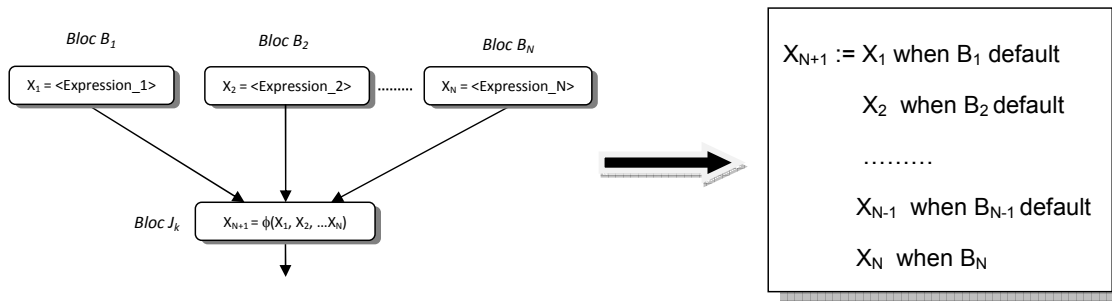 Bloc B1
Bloc B2
Bloc BN
X1 = <Expression_1>
X2 = <Expression_2>
.........
XN = <Expression_N>
Bloc Jk
XN+1 = ϕ(X1, X2, ...XN)
XN+1 := X1 when B1 default
X2 when B2 default
.........
XN-1 when BN-1 default
XN when BN